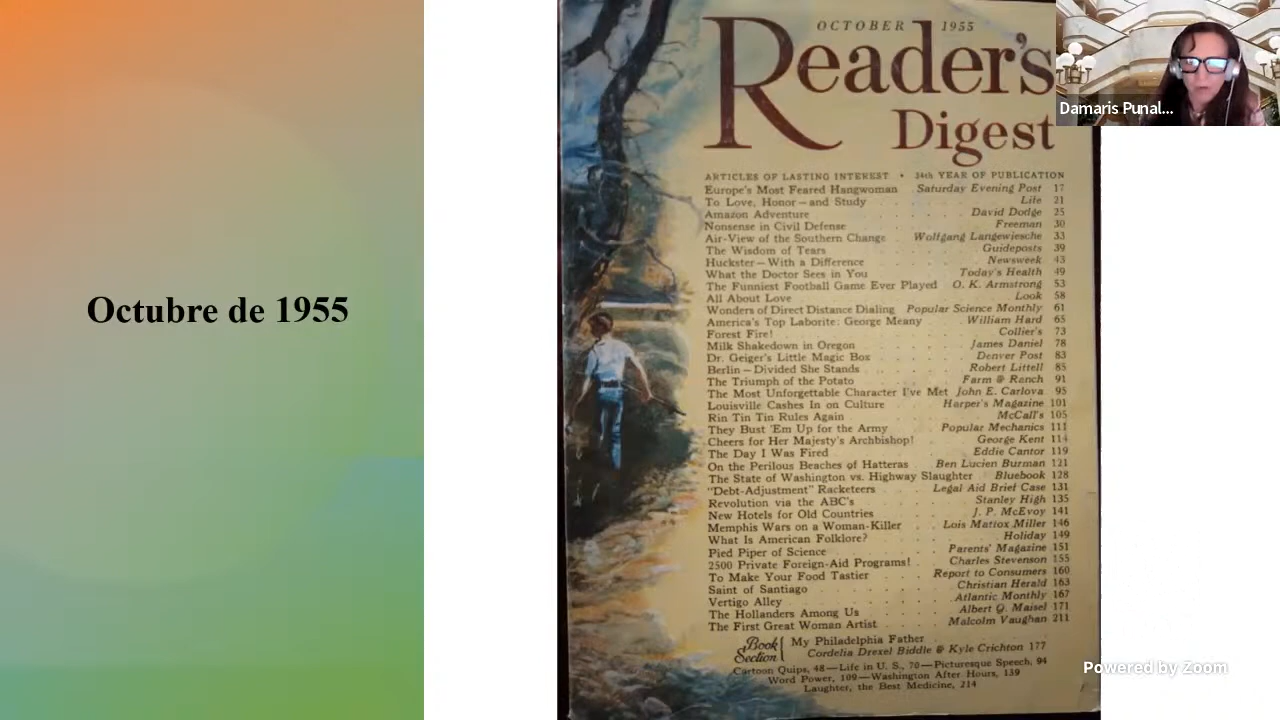 Octubre de 1955
OCTOBER 1955
Reader's
Digest
ARTICLES OF LASTING INTEREST • 34th YEAR OF PUBLICATION
Europe's Most Feared Hangwoman Saturday Evening Post 17
To Love, Honor—and Study Life 21
Amazon Adventure David Dodge 25
Nonsense in Civil Defense Freeman 30
Air-View of the Southern Change Wolfgang Langewiesche 33
The Wisdom of Tears Guideposts 39
Huckster—With a Difference Newsweek 43
What the Doctor Sees in You Today's Health 49
The Funniest Football Game Ever Played O. K. Armstrong 53
All About Love Look 58
Wonders of Direct Distance Dialing Popular Science Monthly 61
America's Top Laborite: George Meany William Hard 65
Forest Fire! Collier's 73
Milk Shakedown in Oregon James Daniel 78
Dr. Geiger's Little Magic Box Denver Post 83
Berlin—Divided She Stands Robert Littell 85
The Triumph of the Potato Farm & Ranch 91
The Most Unforgettable Character I've Met John E. Carlova 95
Louisville Cashes In on Culture Harper's Magazine 101
Rin Tin Tin Rules Again McCall's 105
They Bust 'Em Up for the Army Popular Mechanics 111
Cheers for Her Majesty's Archbishop! George Kent 114
The Day I Was Fired Eddie Cantor 119
On the Perilous Beaches of Hatteras Ben Lucien Burman 121
The State of Washington vs. Highway Slaughter Bluebook 128
"Debt-Adjustment" Racketeers Legal Aid Brief Case 131
Revolution via the ABC's Stanley High 135
New Hotels for Old Countries J. P. McEvoy 141
Memphis Wars on a Woman-Killer Lois Mattox Miller 146
What Is American Folklore? Holiday 149
Pied Piper of Science Parents' Magazine 151
2500 Private Foreign-Aid Programs! Charles Stevenson 155
To Make Your Food Tastier Report to Consumers 160
Saint of Santiago Christian Herald 163
Vertigo Alley Atlantic Monthly 167
The Hollanders Among Us Albert Q. Maisel 171
The First Great Woman Artist Malcolm Vaughan 211
Book Section { My Philadelphia Father
Cordelia Drexel Biddle & Kyle Crichton 177
Cartoon Quips, 48—Life in U. S., 70—Picturesque Speech, 94
Word Power, 109—Washington After Hours, 139
Laughter, the Best Medicine, 214
Damaris Punal...
Powered by Zoom